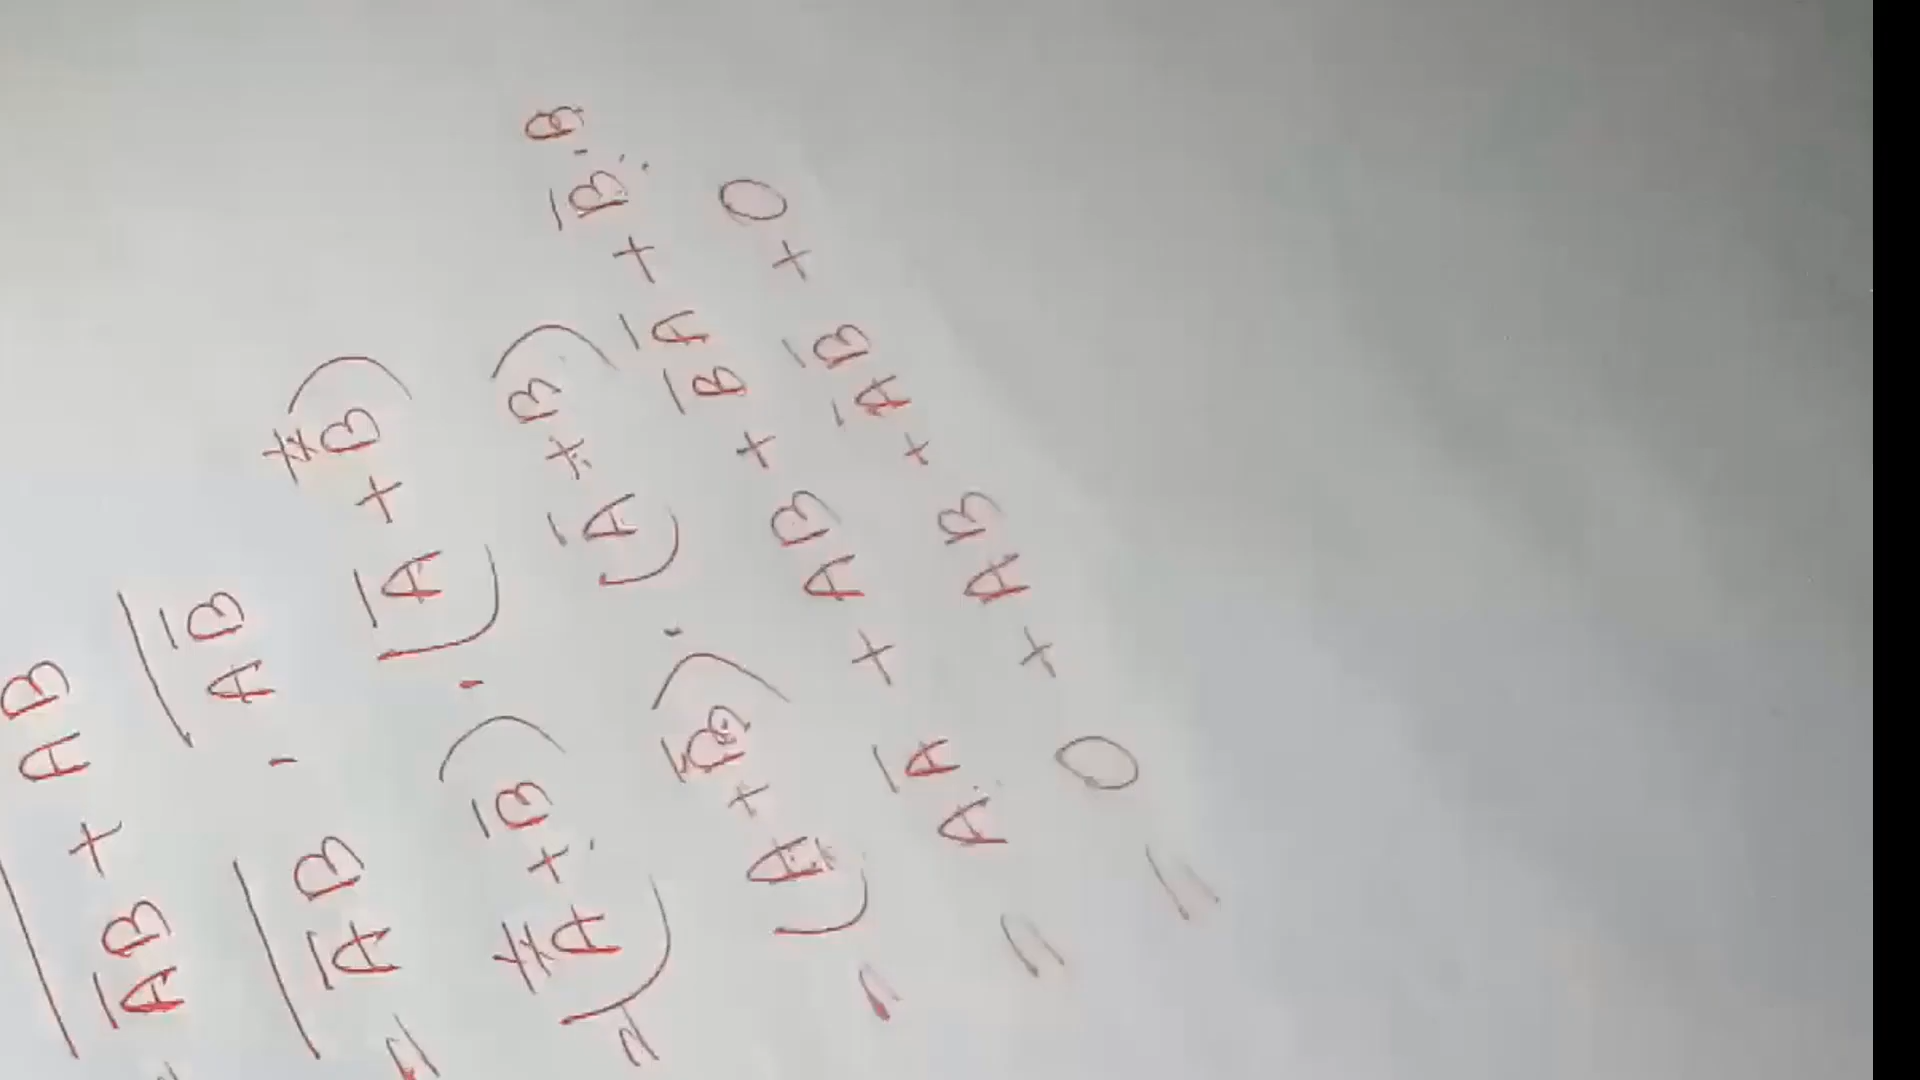 = \overline{\overline{A}B + AB}
= \overline{\overline{A}B} · \overline{A\overline{B}}
= (\overline{\overline{A}} + \overline{B}) · (\overline{A} + \overline{\overline{B}})
= (A + \overline{B}) · (\overline{A} + B)
= A·\overline{A} + AB + \overline{B}\,\overline{A} + \overline{B}·B
= 0 + AB + \overline{A}\,\overline{B} + 0